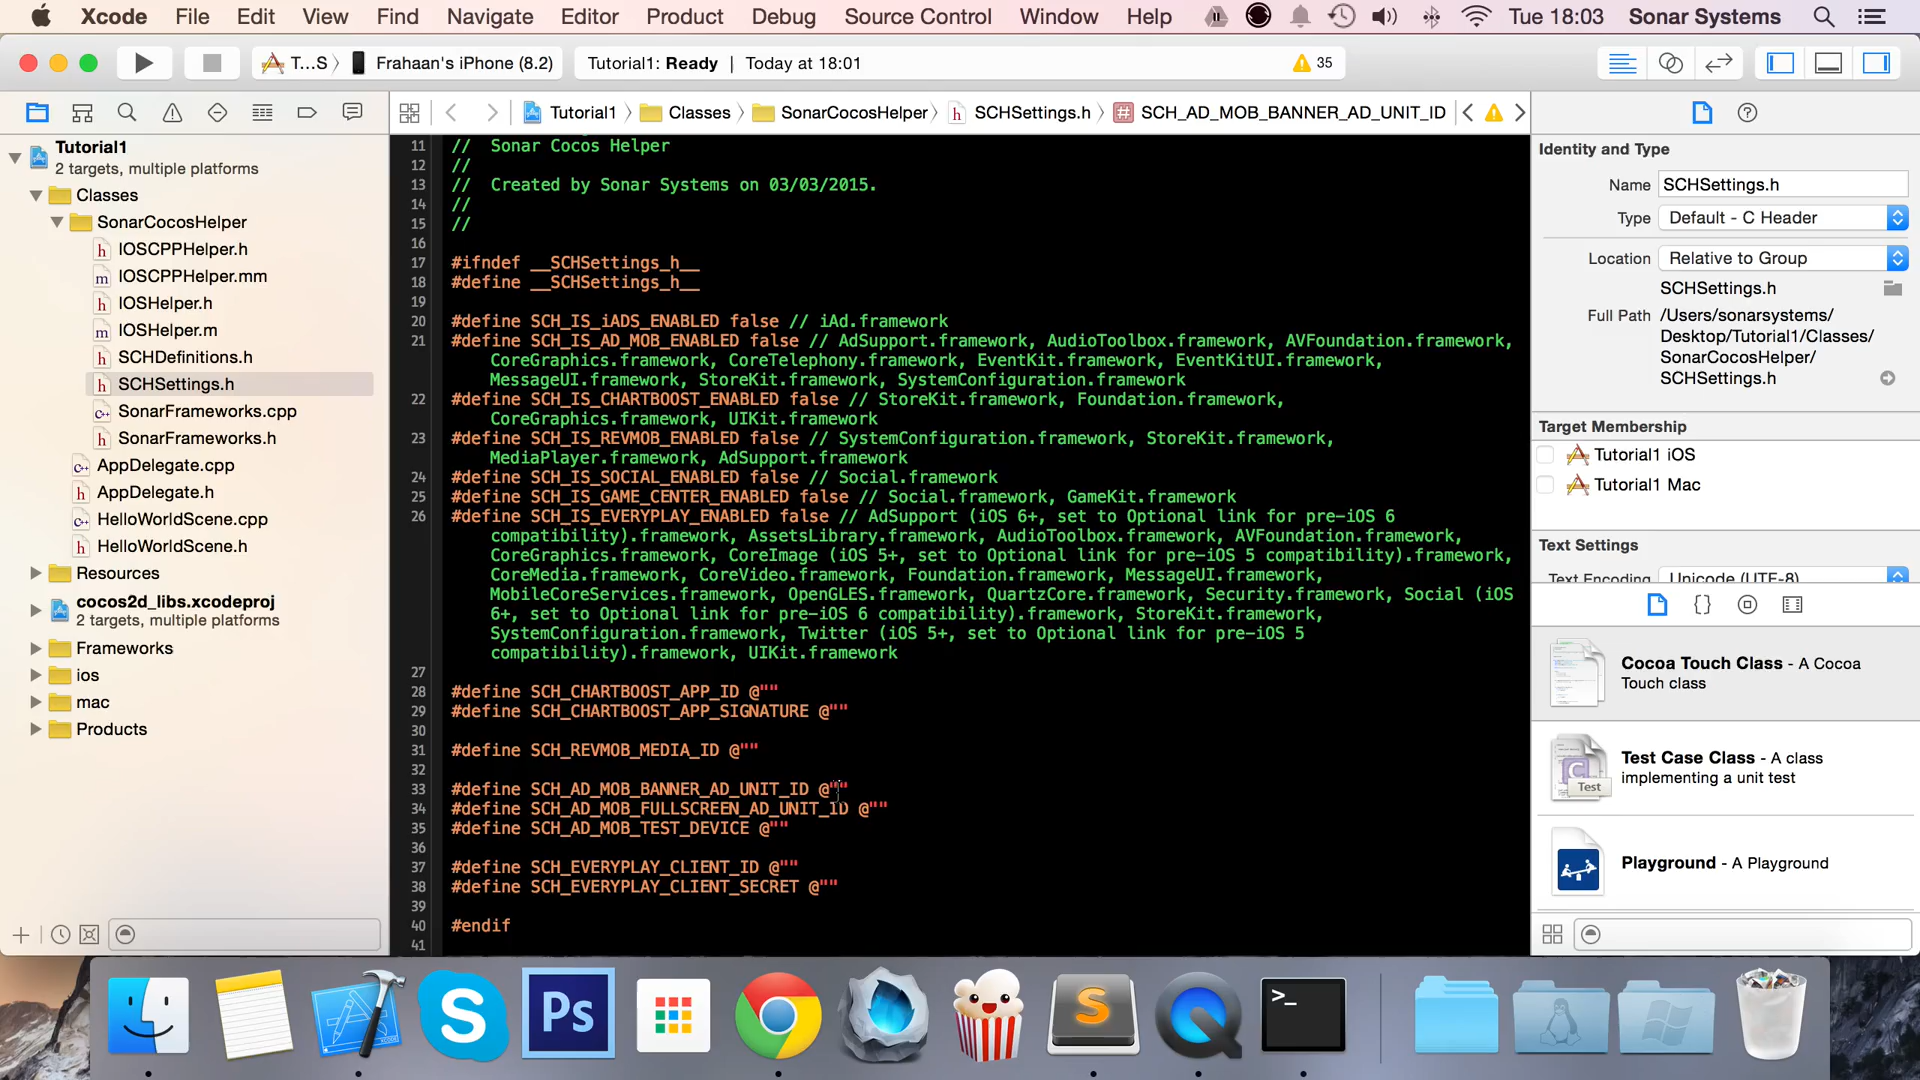 Xcode File Edit View Find Navigate Editor Product Debug Source Control Window Help Tue 18:03 Sonar Systems
T...S Frahaan's iPhone (8.2) Tutorial1: Ready | Today at 18:01 35
Tutorial1 Classes SonarCocosHelper SCHSettings.h SCH_AD_MOB_BANNER_AD_UNIT_ID
Tutorial1
2 targets, multiple platforms
Classes
SonarCocosHelper
IOSCPPHelper.h
IOSCPPHelper.mm
IOSHelper.h
IOSHelper.m
SCHDefinitions.h
SCHSettings.h
SonarFrameworks.cpp
SonarFrameworks.h
AppDelegate.cpp
AppDelegate.h
HelloWorldScene.cpp
HelloWorldScene.h
Resources
cocos2d_libs.xcodeproj
2 targets, multiple platforms
Frameworks
ios
mac
Products
11 // Sonar Cocos Helper
12 //
13 // Created by Sonar Systems on 03/03/2015.
14 //
15 //
16
17 #ifndef __SCHSettings_h__
18 #define __SCHSettings_h__
19
20 #define SCH_IS_iADS_ENABLED false // iAd.framework
21 #define SCH_IS_AD_MOB_ENABLED false // AdSupport.framework, AudioToolbox.framework, AVFoundation.framework,
CoreGraphics.framework, CoreTelephony.framework, EventKit.framework, EventKitUI.framework,
MessageUI.framework, StoreKit.framework, SystemConfiguration.framework
22 #define SCH_IS_CHARTBOOST_ENABLED false // StoreKit.framework, Foundation.framework,
CoreGraphics.framework, UIKit.framework
23 #define SCH_IS_REVMOB_ENABLED false // SystemConfiguration.framework, StoreKit.framework,
MediaPlayer.framework, AdSupport.framework
24 #define SCH_IS_SOCIAL_ENABLED false // Social.framework
25 #define SCH_IS_GAME_CENTER_ENABLED false // Social.framework, GameKit.framework
26 #define SCH_IS_EVERYPLAY_ENABLED false // AdSupport (iOS 6+, set to Optional link for pre-iOS 6
compatibility).framework, AssetsLibrary.framework, AudioToolbox.framework, AVFoundation.framework,
CoreGraphics.framework, CoreImage (iOS 5+, set to Optional link for pre-iOS 5 compatibility).framework,
CoreMedia.framework, CoreVideo.framework, Foundation.framework, MessageUI.framework,
MobileCoreServices.framework, OpenGLES.framework, QuartzCore.framework, Security.framework, Social (iOS
6+, set to Optional link for pre-iOS 6 compatibility).framework, StoreKit.framework,
SystemConfiguration.framework, Twitter (iOS 5+, set to Optional link for pre-iOS 5
compatibility).framework, UIKit.framework
27
28 #define SCH_CHARTBOOST_APP_ID @""
29 #define SCH_CHARTBOOST_APP_SIGNATURE @""
30
31 #define SCH_REVMOB_MEDIA_ID @""
32
33 #define SCH_AD_MOB_BANNER_AD_UNIT_ID @""
34 #define SCH_AD_MOB_FULLSCREEN_AD_UNIT_ID @""
35 #define SCH_AD_MOB_TEST_DEVICE @""
36
37 #define SCH_EVERYPLAY_CLIENT_ID @""
38 #define SCH_EVERYPLAY_CLIENT_SECRET @""
39
40 #endif
41
Identity and Type
Name SCHSettings.h
Type Default - C Header
Location Relative to Group
SCHSettings.h
Full Path /Users/sonarsystems/
Desktop/Tutorial1/Classes/
SonarCocosHelper/
SCHSettings.h
Target Membership
Tutorial1 iOS
Tutorial1 Mac
Text Settings
Text Encoding Unicode (UTF-8)
Cocoa Touch Class - A Cocoa
Touch class
Test Case Class - A class
implementing a unit test
Test
Playground - A Playground
S Ps S >_